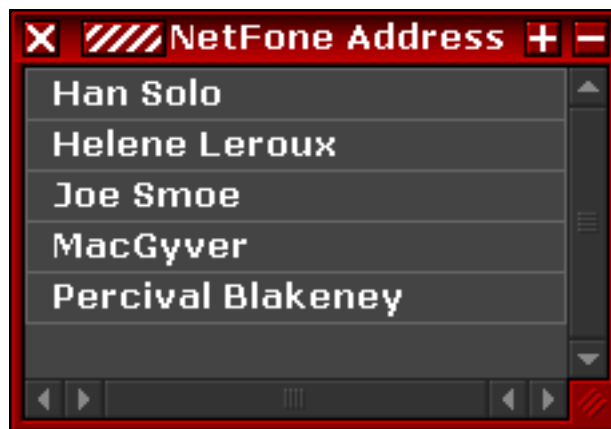 NetFone Address
Han Solo
Helene Leroux
Joe Smoe
MacGyver
Percival Blakeney